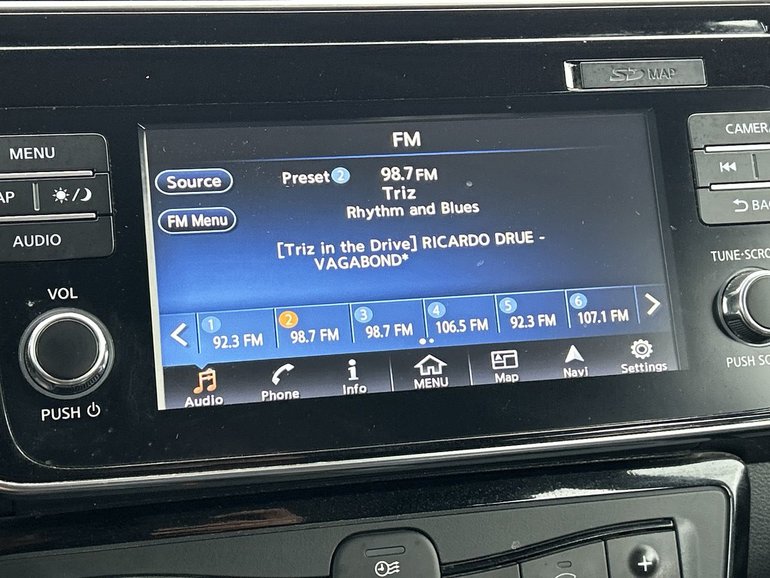 SD MAP
FM
MENU
CAMERA
Source
Preset 2
98.7 FM
Triz
Rhythm and Blues
FM Menu
[Triz in the Drive] RICARDO DRUE -
VAGABOND*
AP
AUDIO
BAC
VOL
TUNE·SCRO
1 92.3 FM
2 98.7 FM
3 98.7 FM
4 106.5 FM
5 92.3 FM
6 107.1 FM
PUSH
PUSH SO
Audio
Phone
Info
MENU
Map
Navi
Settings